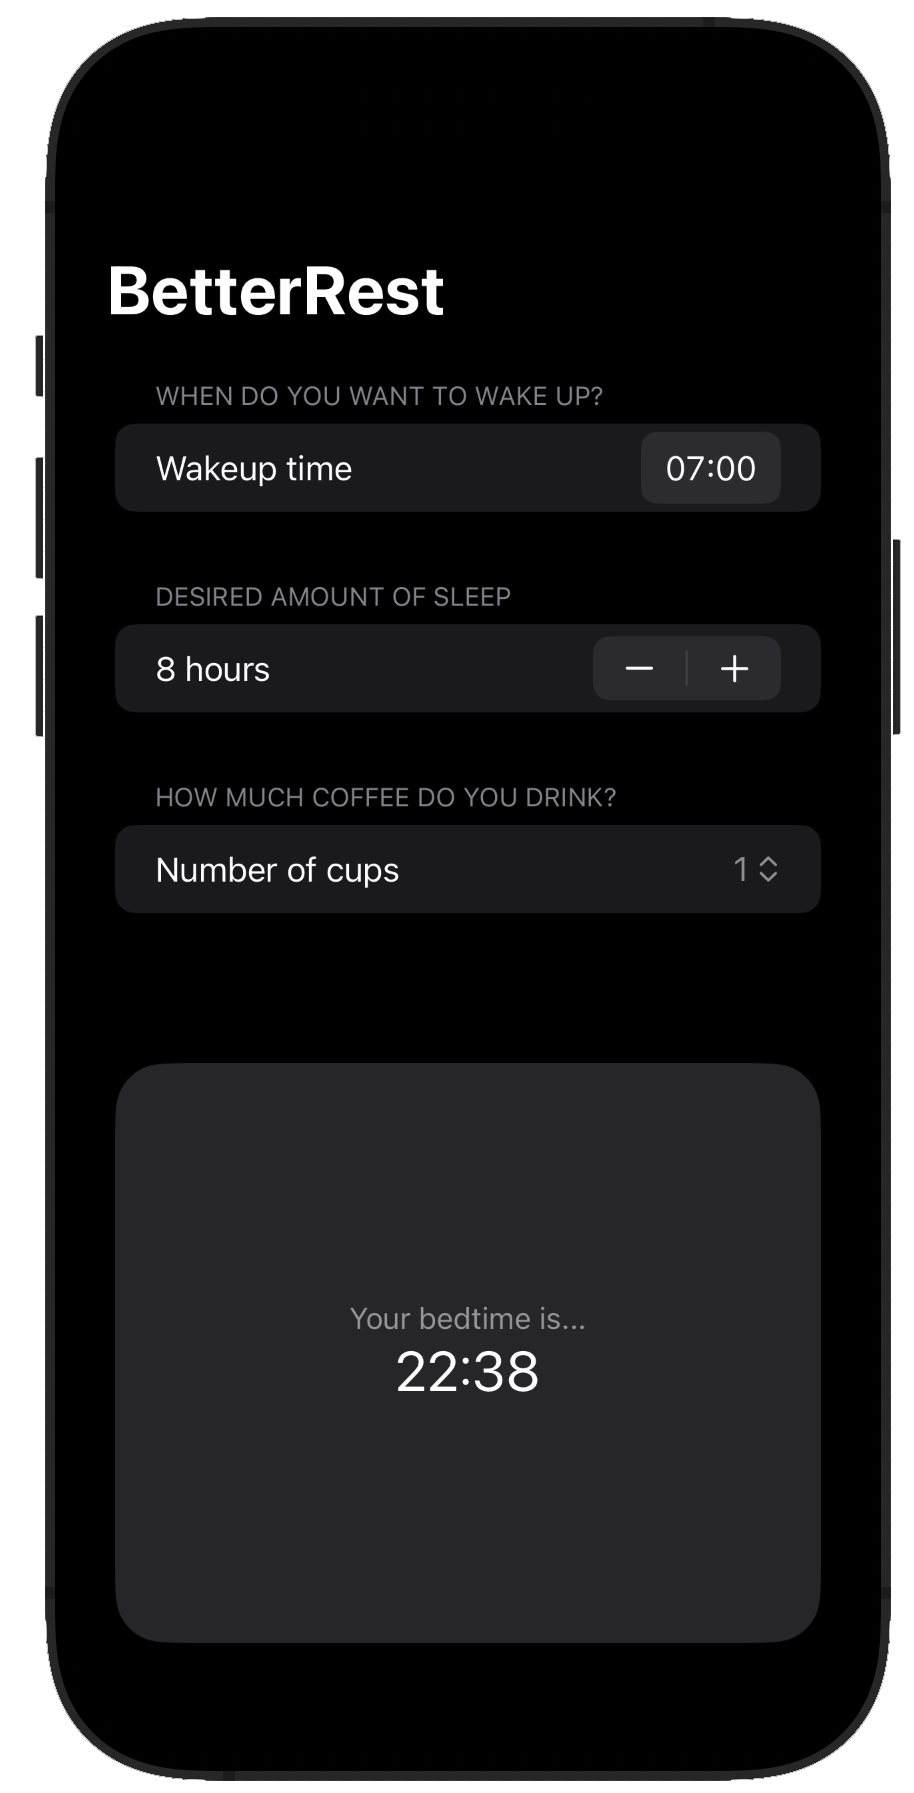 BetterRest
WHEN DO YOU WANT TO WAKE UP?
Wakeup time 07:00
DESIRED AMOUNT OF SLEEP
8 hours − +
HOW MUCH COFFEE DO YOU DRINK?
Number of cups 1
Your bedtime is...
22:38